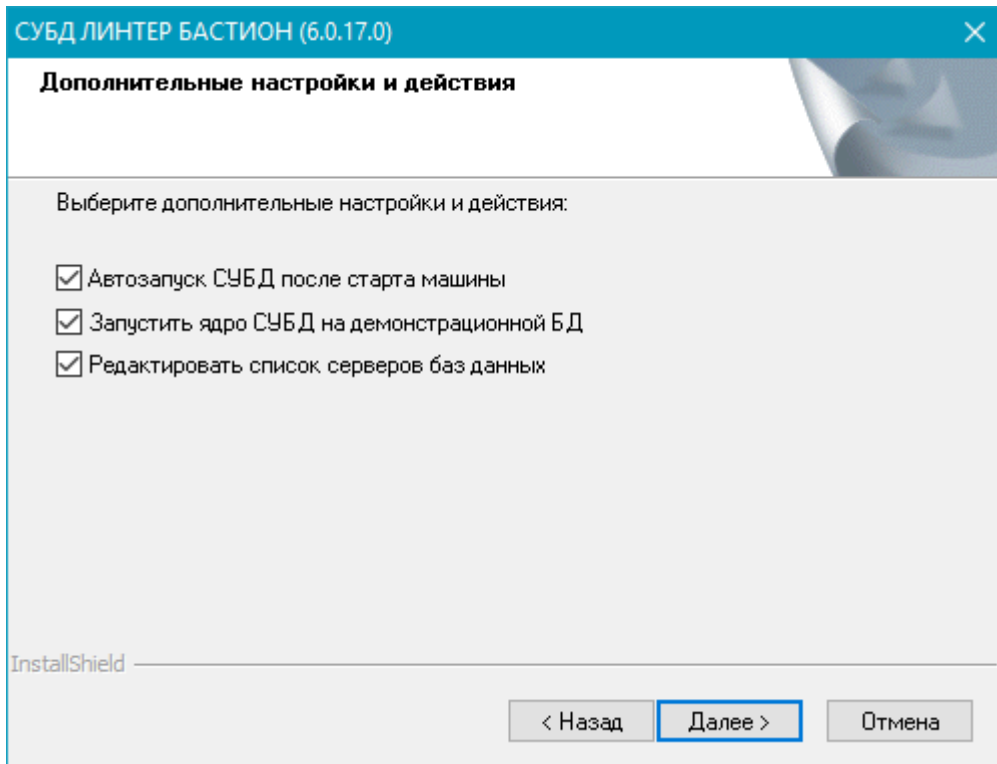 СУБД ЛИНТЕР БАСТИОН (6.0.17.0)
Дополнительные настройки и действия
Выберите дополнительные настройки и действия:
Автозапуск СУБД после старта машины
Запустить ядро СУБД на демонстрационной БД
Редактировать список серверов баз данных
InstallShield
< Назад Далее > Отмена